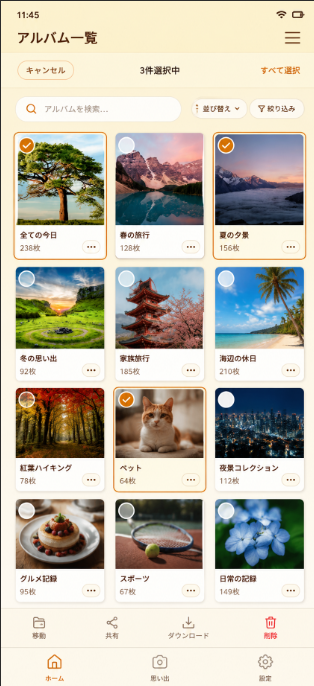 11:45
アルバム一覧
キャンセル
3件選択中
すべて選択
アルバムを検索...
並び替え
絞り込み
全ての今日
238枚
春の旅行
128枚
夏の夕景
156枚
冬の思い出
92枚
家族旅行
185枚
海辺の休日
210枚
紅葉ハイキング
78枚
ペット
64枚
夜景コレクション
112枚
グルメ記録
95枚
スポーツ
67枚
日常の記録
149枚
移動
共有
ダウンロード
削除
ホーム
思い出
設定